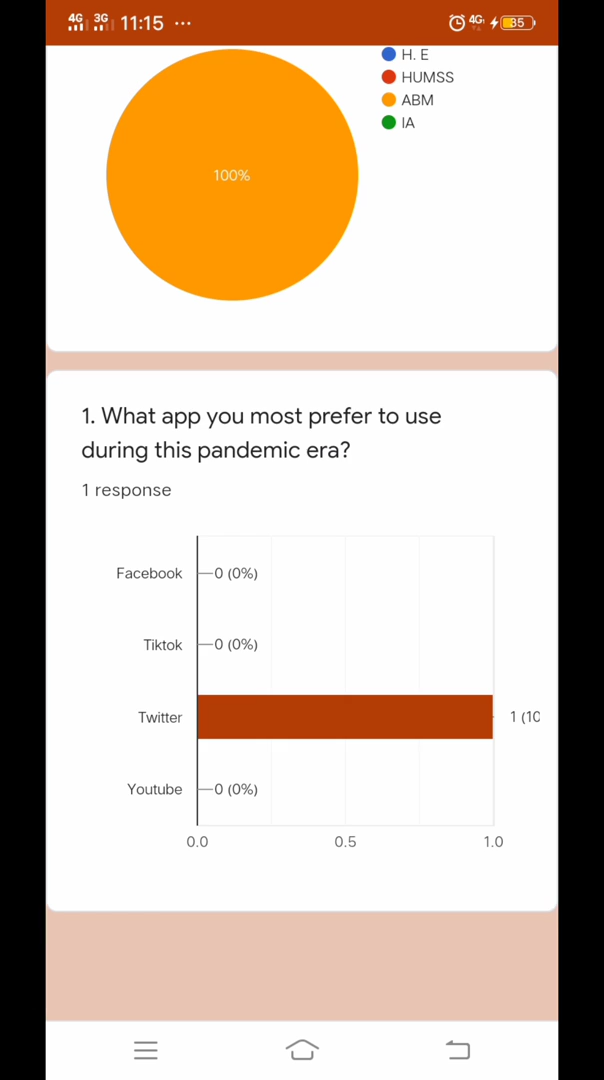 4G 3G 11:15 ... 4G 35
H. E
HUMSS
ABM
IA
100%
1. What app you most prefer to use
during this pandemic era?
1 response
Facebook 0 (0%)
Tiktok 0 (0%)
Twitter 1 (10
Youtube 0 (0%)
0.0 0.5 1.0